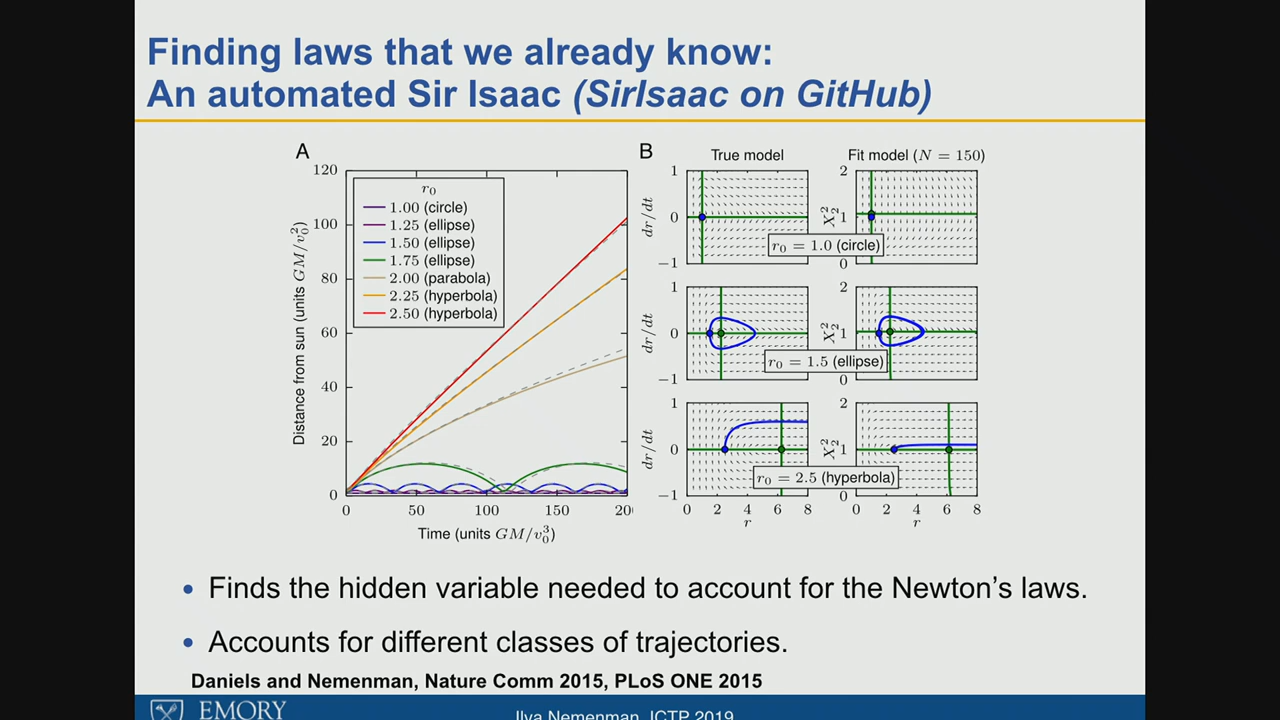 Finding laws that we already know:
An automated Sir Isaac (SirIsaac on GitHub)
A
120
100
80
60
40
20
0
Distance from sun (units GM/v₀²)
r₀
1.00 (circle)
1.25 (ellipse)
1.50 (ellipse)
1.75 (ellipse)
2.00 (parabola)
2.25 (hyperbola)
2.50 (hyperbola)
0 50 100 150 20
Time (units GM/v₀³)
B
True model
Fit model (N = 150)
1
0
−1
dr/dt
2
1
0
X₂²
r₀ = 1.0 (circle)
1
0
−1
dr/dt
2
1
0
X₂²
r₀ = 1.5 (ellipse)
1
0
−1
dr/dt
2
1
0
X₂²
r₀ = 2.5 (hyperbola)
0 2 4 6 8
r
0 2 4 6 8
r
• Finds the hidden variable needed to account for the Newton’s laws.
• Accounts for different classes of trajectories.
Daniels and Nemenman, Nature Comm 2015, PLoS ONE 2015
EMORY
Ilya Nemenman, ICTP 2019